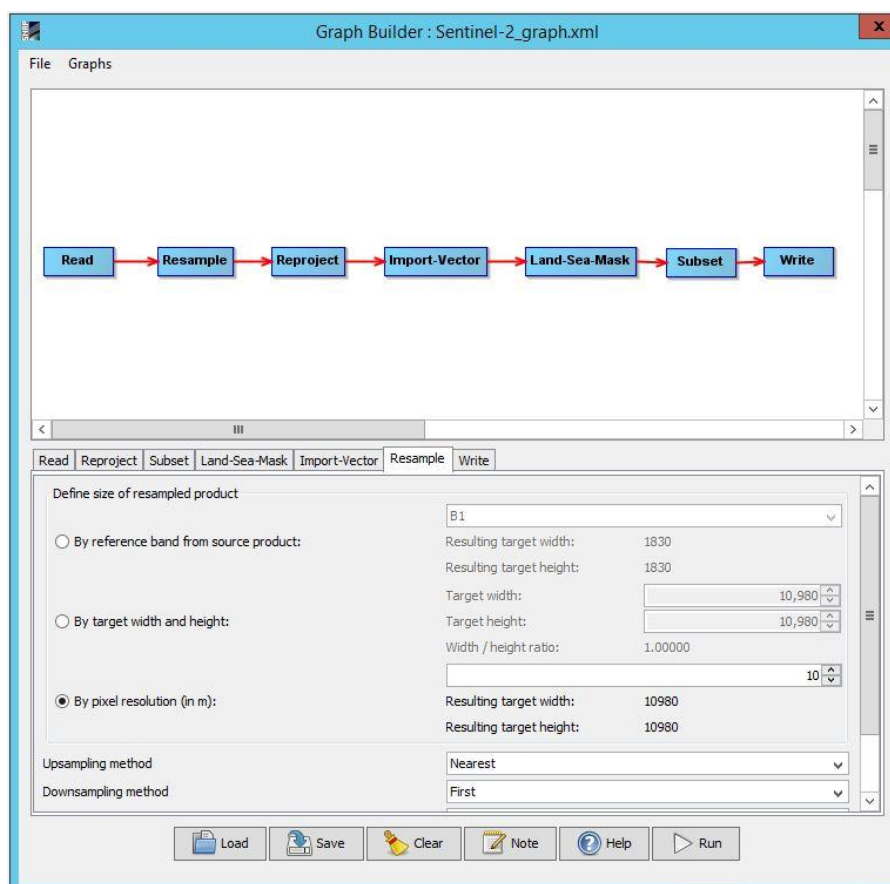 Graph Builder : Sentinel-2_graph.xml
x
File Graphs
Read Resample Reproject Import-Vector Land-Sea-Mask Subset Write
Read Reproject Subset Land-Sea-Mask Import-Vector Resample Write
Define size of resampled product
B1
By reference band from source product: Resulting target width: 1830
Resulting target height: 1830
Target width: 10,980
By target width and height: Target height: 10,980
Width / height ratio: 1.00000
10
By pixel resolution (in m): Resulting target width: 10980
Resulting target height: 10980
Upsampling method Nearest
Downsampling method First
Load Save Clear Note Help Run